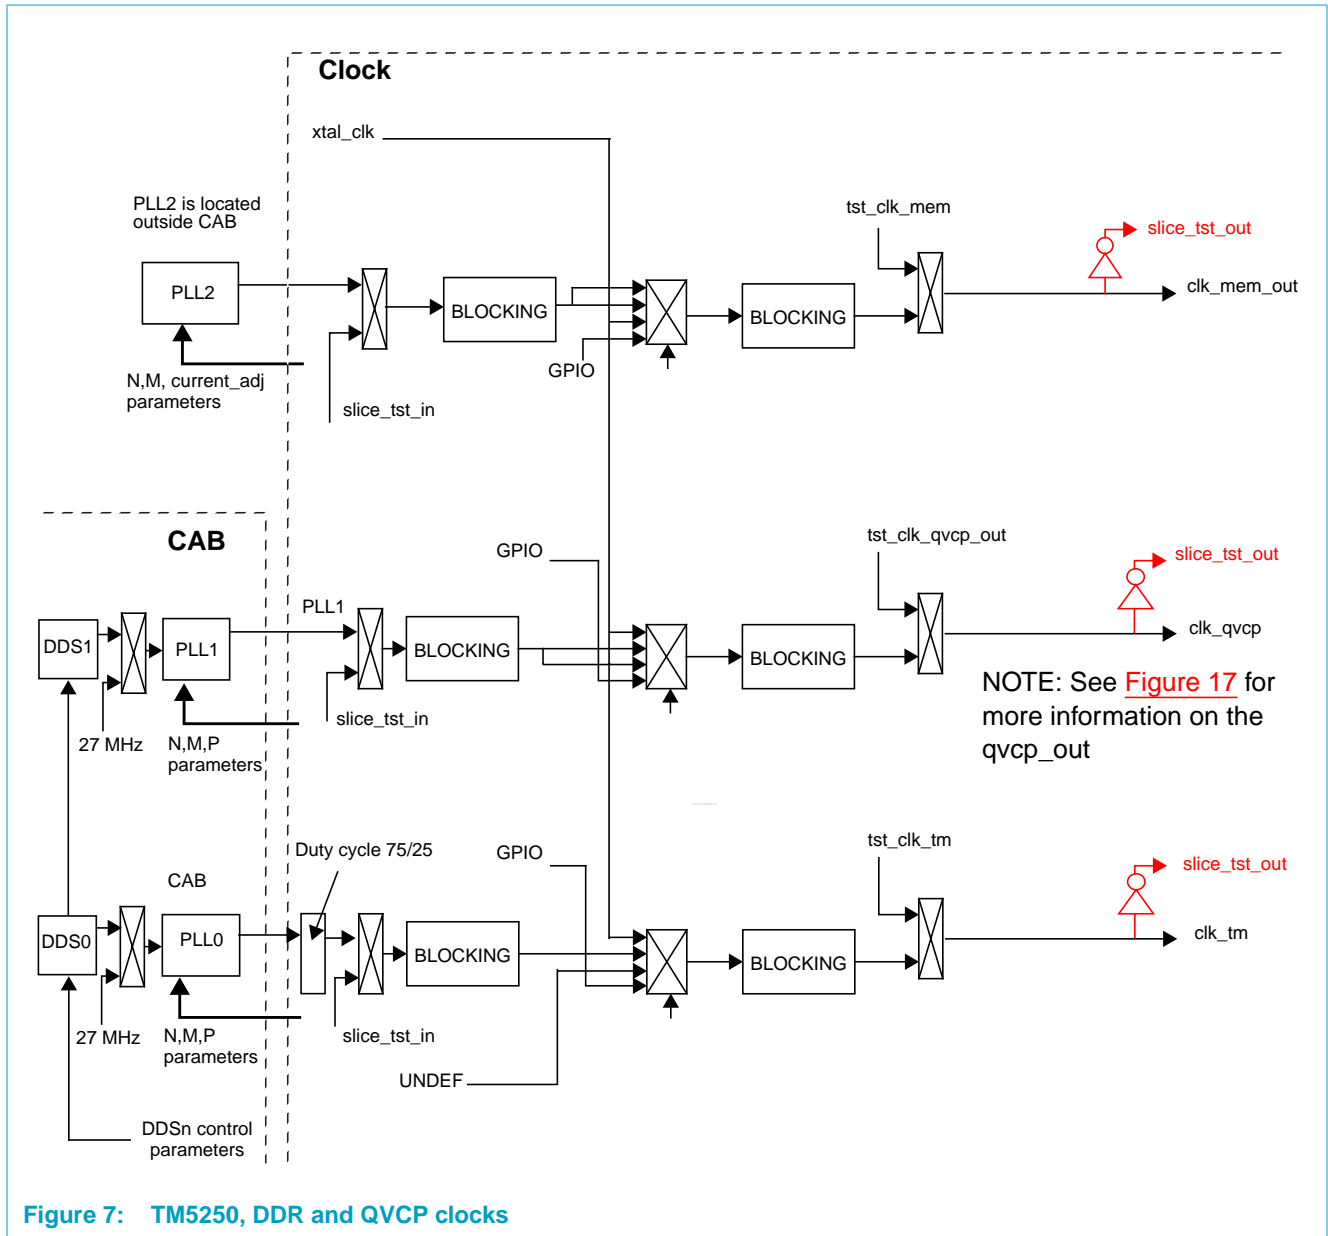 Clock
xtal_clk
PLL2 is located
outside CAB
tst_clk_mem
slice_tst_out
PLL2
BLOCKING
BLOCKING
clk_mem_out
GPIO
N,M, current_adj
parameters
slice_tst_in
CAB
GPIO
tst_clk_qvcp_out
slice_tst_out
PLL1
DDS1
PLL1
BLOCKING
BLOCKING
clk_qvcp
NOTE: See Figure 17 for
more information on the
qvcp_out
slice_tst_in
27 MHz
N,M,P
parameters
Duty cycle 75/25
GPIO
tst_clk_tm
slice_tst_out
CAB
DDS0
PLL0
BLOCKING
BLOCKING
clk_tm
27 MHz
N,M,P
parameters
slice_tst_in
UNDEF
DDSn control
parameters
Figure 7: TM5250, DDR and QVCP clocks